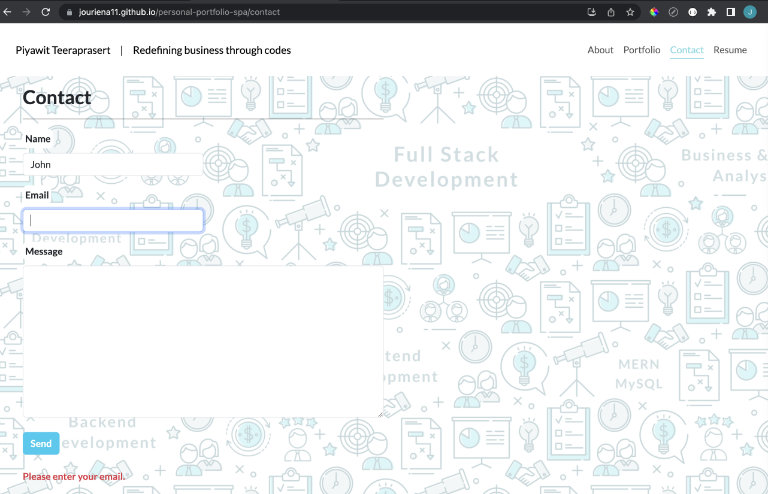 jouriena11.github.io/personal-portfolio-spa/contact
J
Piyawit Teeraprasert | Redefining business through codes
About Portfolio Contact Resume
Contact
Name
John
Full Stack
Development
Business &
Analys
Email
Development
Message
tend
opment
MERN
MySQL
Backend
evelopment
Send
Please enter your email.